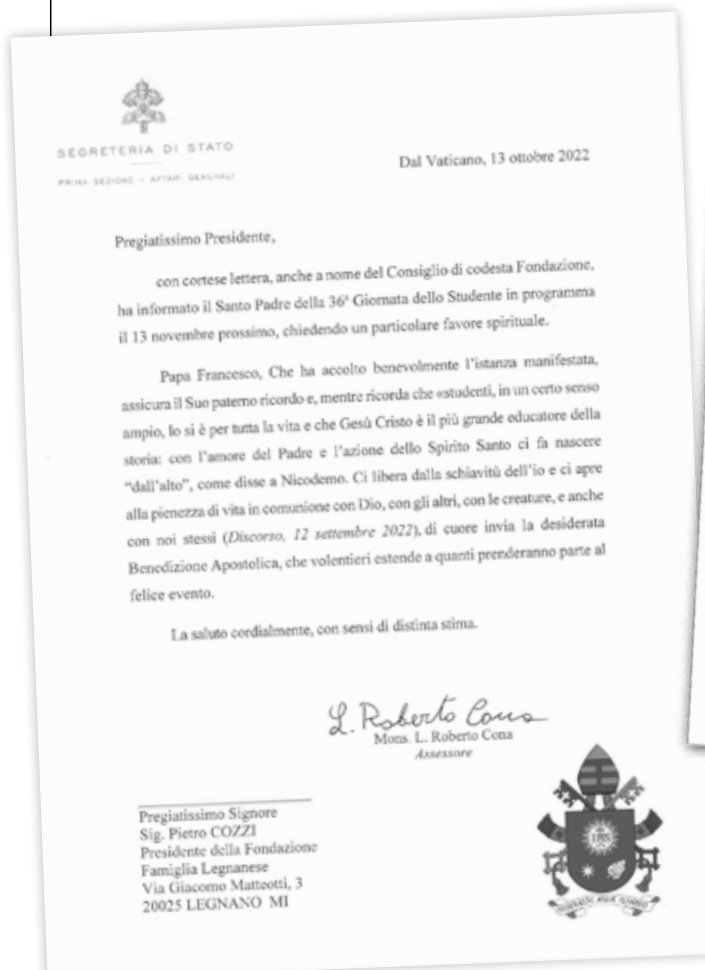 SEGRETERIA DI STATO
PRIMA SEZIONE – AFFARI GENERALI
Dal Vaticano, 13 ottobre 2022
Pregiatissimo Presidente,
con cortese lettera, anche a nome del Consiglio di codesta Fondazione,
ha informato il Santo Padre della 36ª Giornata dello Studente in programma
il 13 novembre prossimo, chiedendo un particolare favore spirituale.
Papa Francesco, Che ha accolto benevolmente l’istanza manifestata,
assicura il Suo paterno ricordo e, mentre ricorda che «studenti, in un certo senso
ampio, lo si è per tutta la vita e che Gesù Cristo è il più grande educatore della
storia: con l’amore del Padre e l’azione dello Spirito Santo ci fa nascere
“dall’alto”, come disse a Nicodemo. Ci libera dalla schiavitù dell’io e ci apre
alla pienezza di vita in comunione con Dio, con gli altri, con le creature, e anche
con noi stessi (Discorso, 12 settembre 2022), di cuore invia la desiderata
Benedizione Apostolica, che volentieri estende a quanti prenderanno parte al
felice evento.
La saluto cordialmente, con sensi di distinta stima.
L. Roberto Cona
Mons. L. Roberto Cona
Assessore
Pregiatissimo Signore
Sig. Pietro COZZI
Presidente della Fondazione
Famiglia Legnanese
Via Giacomo Matteotti, 3
20025 LEGNANO MI
IHS